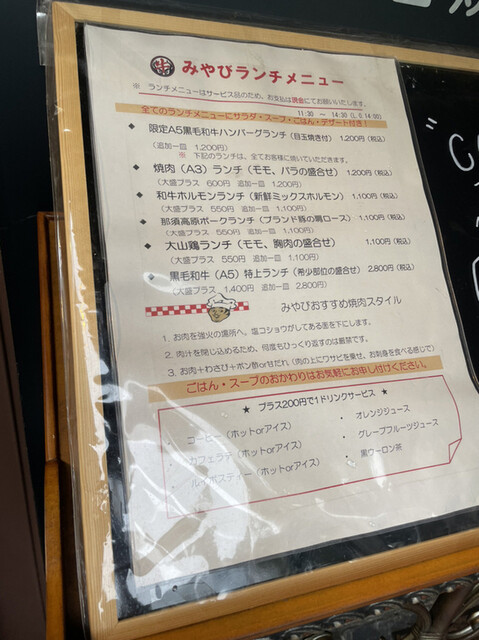 みやびランチメニュー
※ ランチメニューはサービス品のため、お支払は現金にてお願いいたします。
11:30 ～ 14:30 (L.O 14:00)
全てのランチメニューにサラダ・スープ・ごはん・デザート付き！
◆ 限定A5黒毛和牛ハンバーグランチ（目玉焼き付） 1,200円（税込）
（追加一皿 1,200円）
※ 下記のランチは、全てお客様に焼いていただきます。
◆ 焼肉（A3）ランチ（モモ、バラの盛合せ） 1,200円（税込）
（大盛プラス 600円 追加一皿 1,200円）
◆ 和牛ホルモンランチ（新鮮ミックスホルモン） 1,100円（税込）
（大盛プラス 550円 追加一皿 1,100円）
◆ 那須高原ポークランチ（ブランド豚の肩ロース） 1,100円（税込）
（大盛プラス 550円 追加一皿 1,100円）
◆ 大山鶏ランチ（モモ、胸肉の盛合せ） 1,100円（税込）
（大盛プラス 550円 追加一皿 1,100円）
◆ 黒毛和牛（A5）特上ランチ（希少部位の盛合せ） 2,800円（税込）
（大盛プラス 1,400円 追加一皿 2,800円）
みやびおすすめ焼肉スタイル
1. お肉を強火の場所へ。塩コショウがしてある面を下にします。
2. 肉汁を閉じ込めるため、何度もひっくり返すのは厳禁です。
3. お肉＋わさび＋ポン酢or甘だれ（肉の上にワサビを乗せ、お刺身を食べる感じで）
ごはん・スープのおかわりはお気軽にお申し付けください。
★ プラス200円で1ドリンクサービス ★
・ コーヒー（ホットorアイス）
・ カフェラテ（ホットorアイス）
・ ルイボスティー（ホットorアイス）
・ オレンジジュース
・ グレープフルーツジュース
・ 黒ウーロン茶